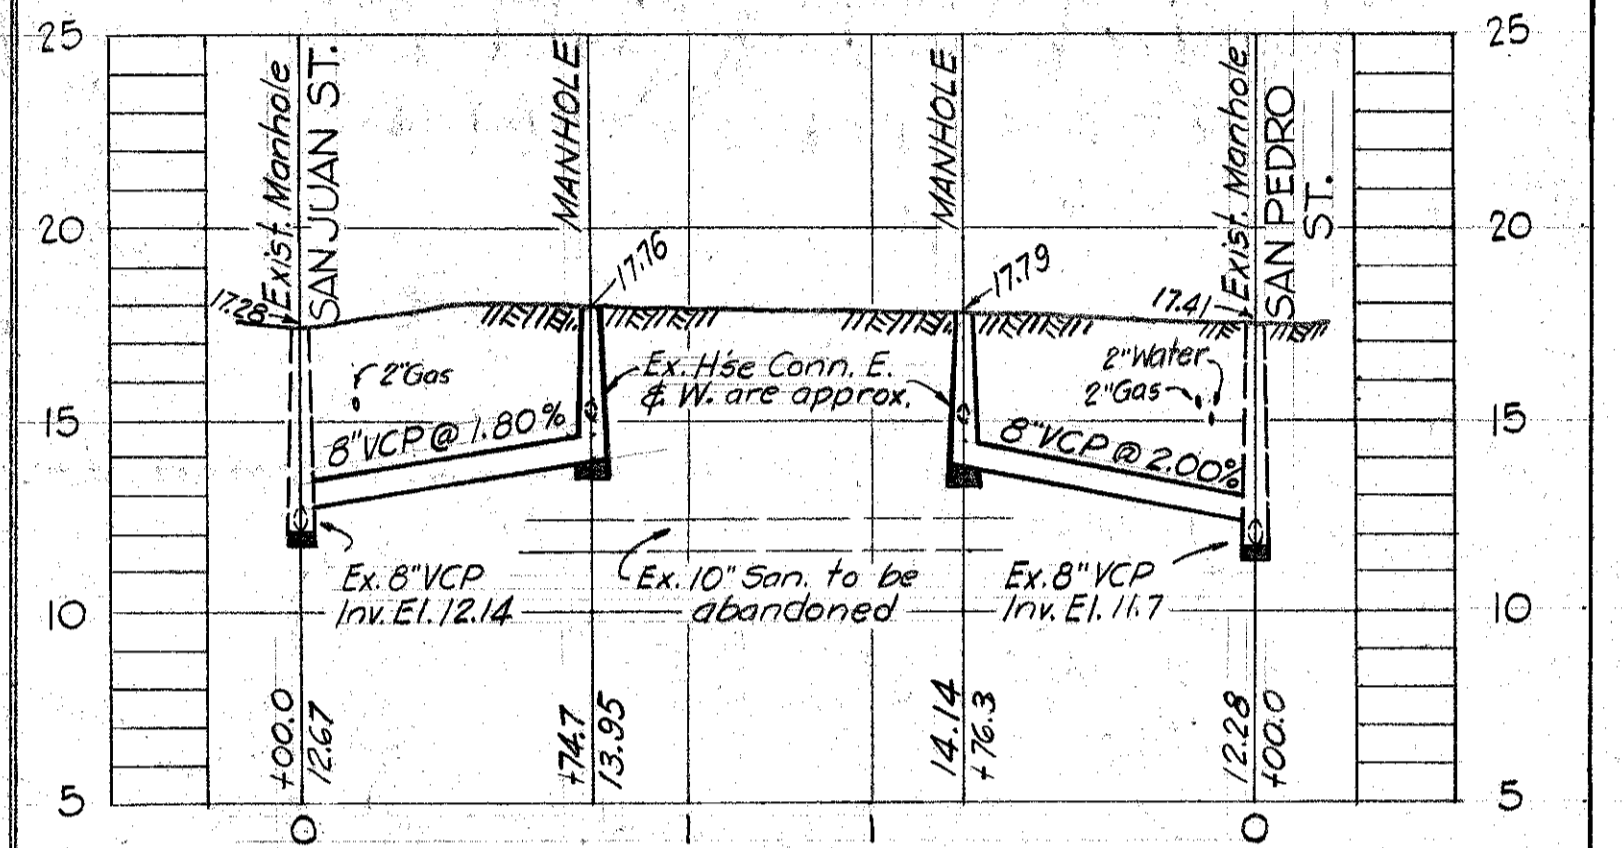 25
25
Exist. Manhole
SAN JUAN ST.
MANHOLE
MANHOLE
Exist. Manhole
SAN PEDRO
ST.
20
20
17.28
17.76
17.79
17.41
2"Gas
Ex. H'se Conn. E.
& W. are approx.
2"Water
2"Gas
15
15
8"VCP @ 1.80%
8"VCP @ 2.00%
Ex. 8"VCP
Inv. El. 12.14
Ex. 10" San. to be
abandoned
Ex. 8"VCP
Inv. El. 11.7
10
10
+00.0
12.67
+74.7
13.95
14.14
+76.3
12.28
+00.0
5
5
0
0